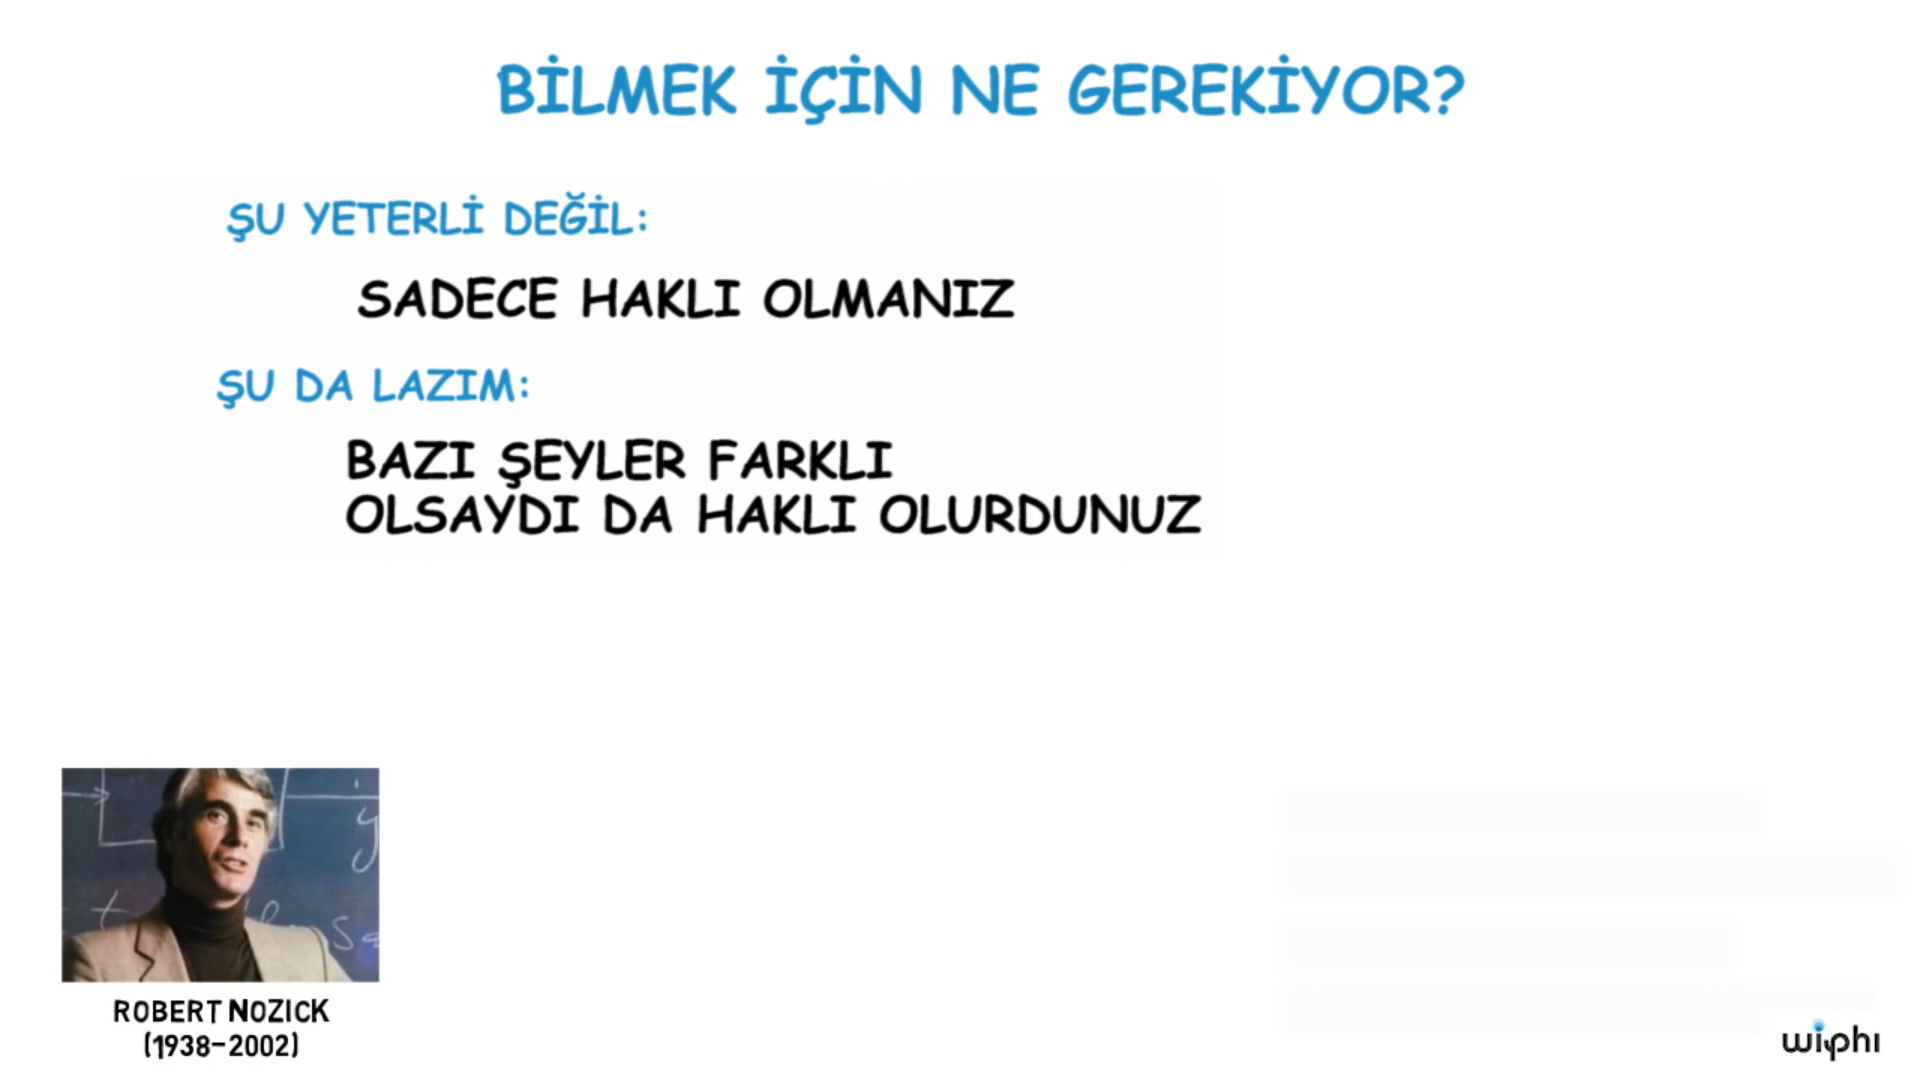 BİLMEK İÇİN NE GEREKİYOR?
ŞU YETERLİ DEĞİL:
SADECE HAKLI OLMANIZ
ŞU DA LAZIM:
BAZI ŞEYLER FARKLI
OLSAYDI DA HAKLI OLURDUNUZ
ROBERT NOZICK
(1938-2002)
wiphi